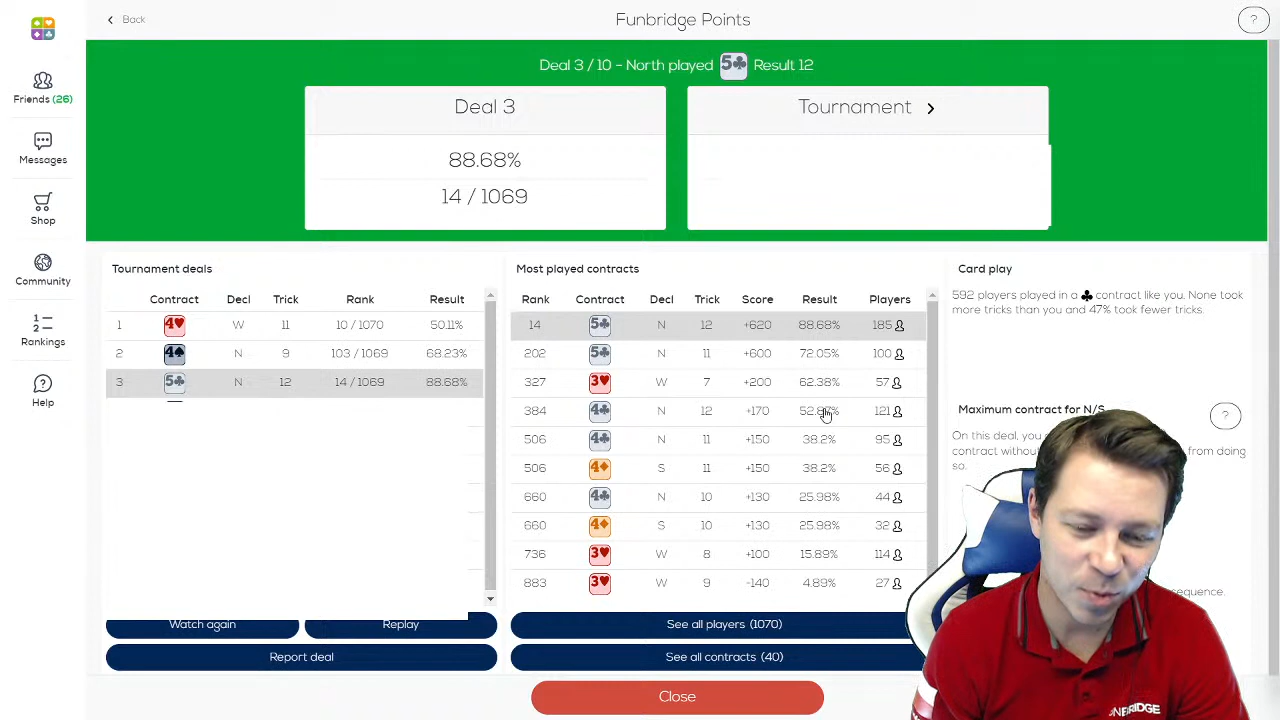 Back
Funbridge Points
?
Friends (26)
Messages
Shop
Community
1
2
Rankings
Help
Deal 3 / 10 - North played 5♣ Result 12
Deal 3
88.68%
14 / 1069
Tournament >
Tournament deals
Contract Decl Trick Rank Result
1 4♥ W 11 10 / 1070 50.11%
2 4♠ N 9 103 / 1069 68.23%
3 5♣ N 12 14 / 1069 88.68%
Watch again
Replay
Report deal
Most played contracts
Rank Contract Decl Trick Score Result Players
14 5♣ N 12 +620 88.68% 185
202 5♣ N 11 +600 72.05% 100
327 3♥ W 7 +200 62.38% 57
384 4♣ N 12 +170 52.87% 121
506 4♣ N 11 +150 38.2% 95
506 4♦ S 11 +150 38.2% 56
660 4♣ N 10 +130 25.98% 44
660 4♦ S 10 +130 25.98% 32
736 3♥ W 8 +100 15.89% 114
883 3♥ W 9 -140 4.89% 27
See all players (1070)
See all contracts (40)
Card play
592 players played in a ♣ contract like you. None took
more tricks than you and 47% took fewer tricks.
Maximum contract for N/S
?
On this deal, you from doing
contract without
so.
sequence.
Close